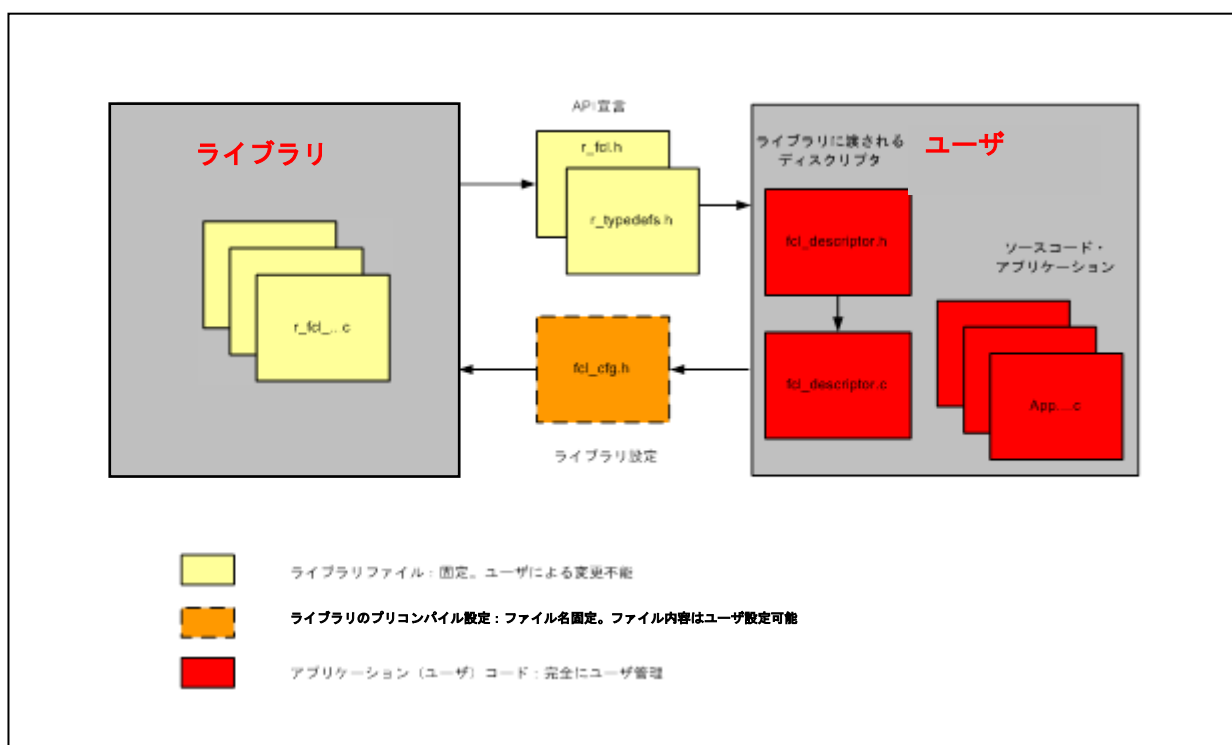 ライブラリ
r_fcl_... c
API宣言
r_fcl.h
r_typedefs.h
fcl_cfg.h
ライブラリ設定
ユーザ
ライブラリに渡される
ディスクリプタ
fcl_descriptor.h
fcl_descriptor.c
ソースコード・
アプリケーション
App....c
ライブラリファイル:固定。ユーザによる変更不能
ライブラリのプリコンパイル設定:ファイル名固定。ファイル内容はユーザ設定可能
アプリケーション(ユーザ)コード:完全にユーザ管理